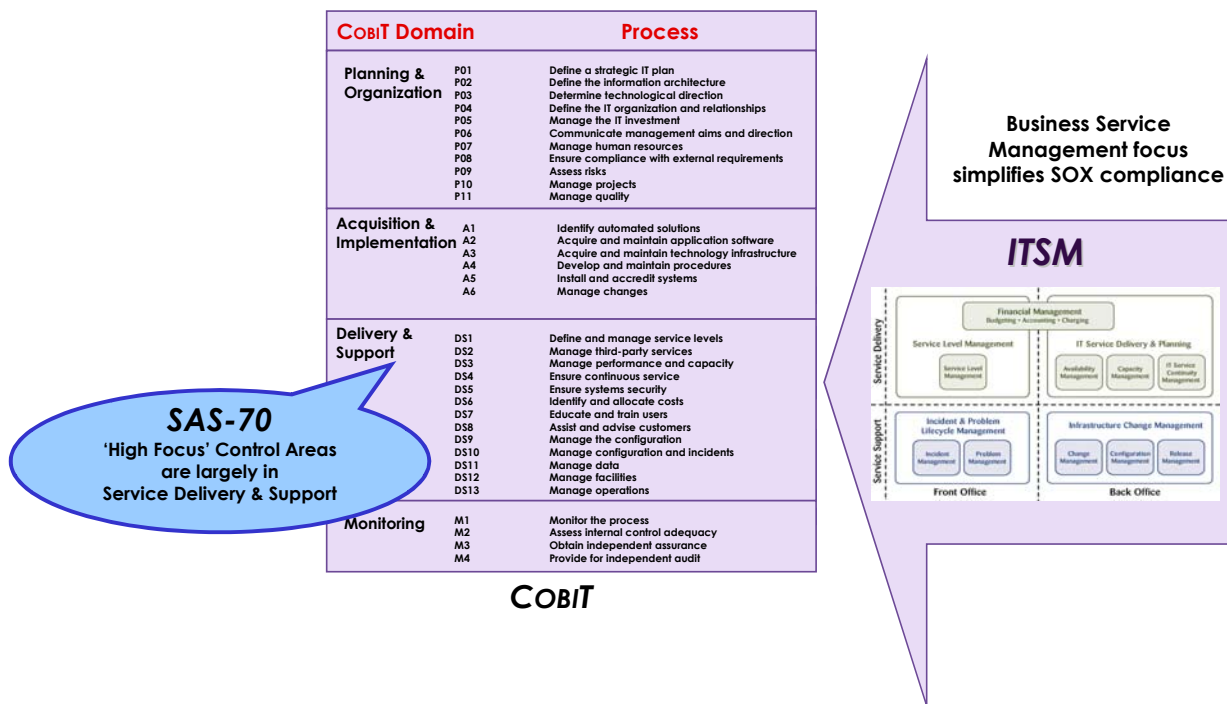 COBIT Domain Process
Planning &
Organization
P01 Define a strategic IT plan
P02 Define the information architecture
P03 Determine technological direction
P04 Define the IT organization and relationships
P05 Manage the IT investment
P06 Communicate management aims and direction
P07 Manage human resources
P08 Ensure compliance with external requirements
P09 Assess risks
P10 Manage projects
P11 Manage quality
Acquisition &
Implementation
A1 Identify automated solutions
A2 Acquire and maintain application software
A3 Acquire and maintain technology infrastructure
A4 Develop and maintain procedures
A5 Install and accredit systems
A6 Manage changes
Delivery &
Support
DS1 Define and manage service levels
DS2 Manage third-party services
DS3 Manage performance and capacity
DS4 Ensure continuous service
DS5 Ensure systems security
DS6 Identify and allocate costs
DS7 Educate and train users
DS8 Assist and advise customers
DS9 Manage the configuration
DS10 Manage configuration and incidents
DS11 Manage data
DS12 Manage facilities
DS13 Manage operations
Monitoring
M1 Monitor the process
M2 Assess internal control adequacy
M3 Obtain independent assurance
M4 Provide for independent audit
COBIT
SAS-70
‘High Focus’ Control Areas
are largely in
Service Delivery & Support
Business Service
Management focus
simplifies SOX compliance
ITSM
Service Delivery
Financial Management
Budgeting • Accounting • Charging
Service Level Management
Service Level
Management
IT Service Delivery & Planning
Availability
Management
Capacity
Management
IT Service
Continuity
Management
Service Support
Incident & Problem
Lifecycle Management
Incident
Management
Problem
Management
Infrastructure Change Management
Change
Management
Configuration
Management
Release
Management
Front Office
Back Office